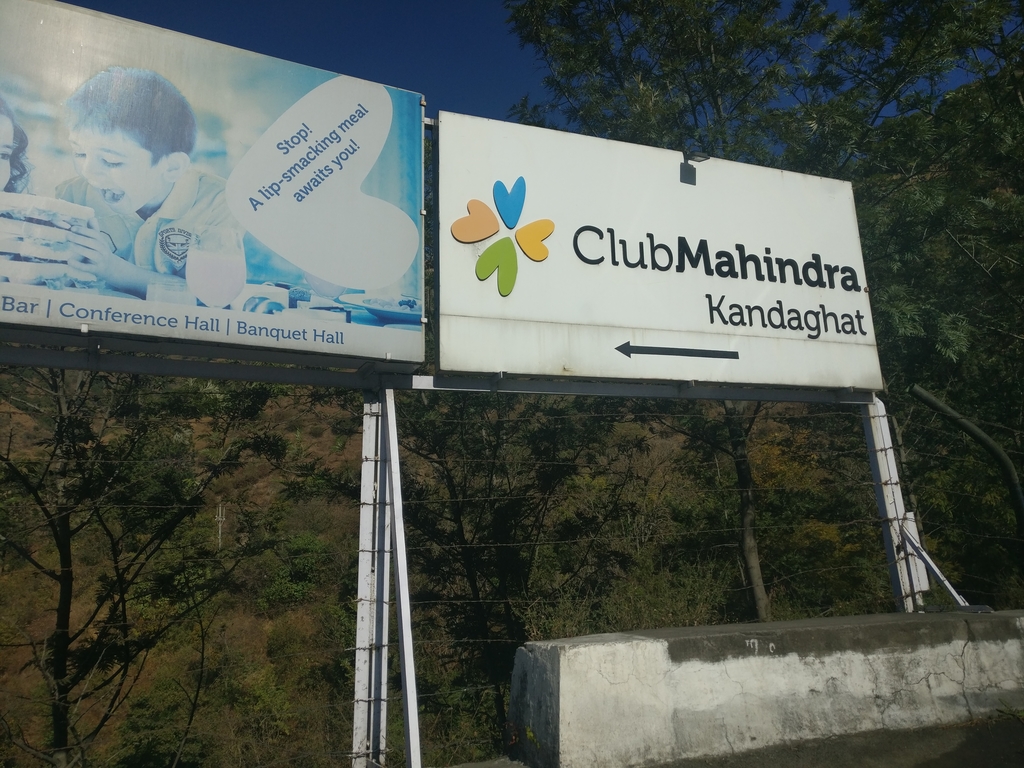 Stop!
A lip-smacking meal
awaits you!
Bar | Conference Hall | Banquet Hall
ClubMahindra.
Kandaghat